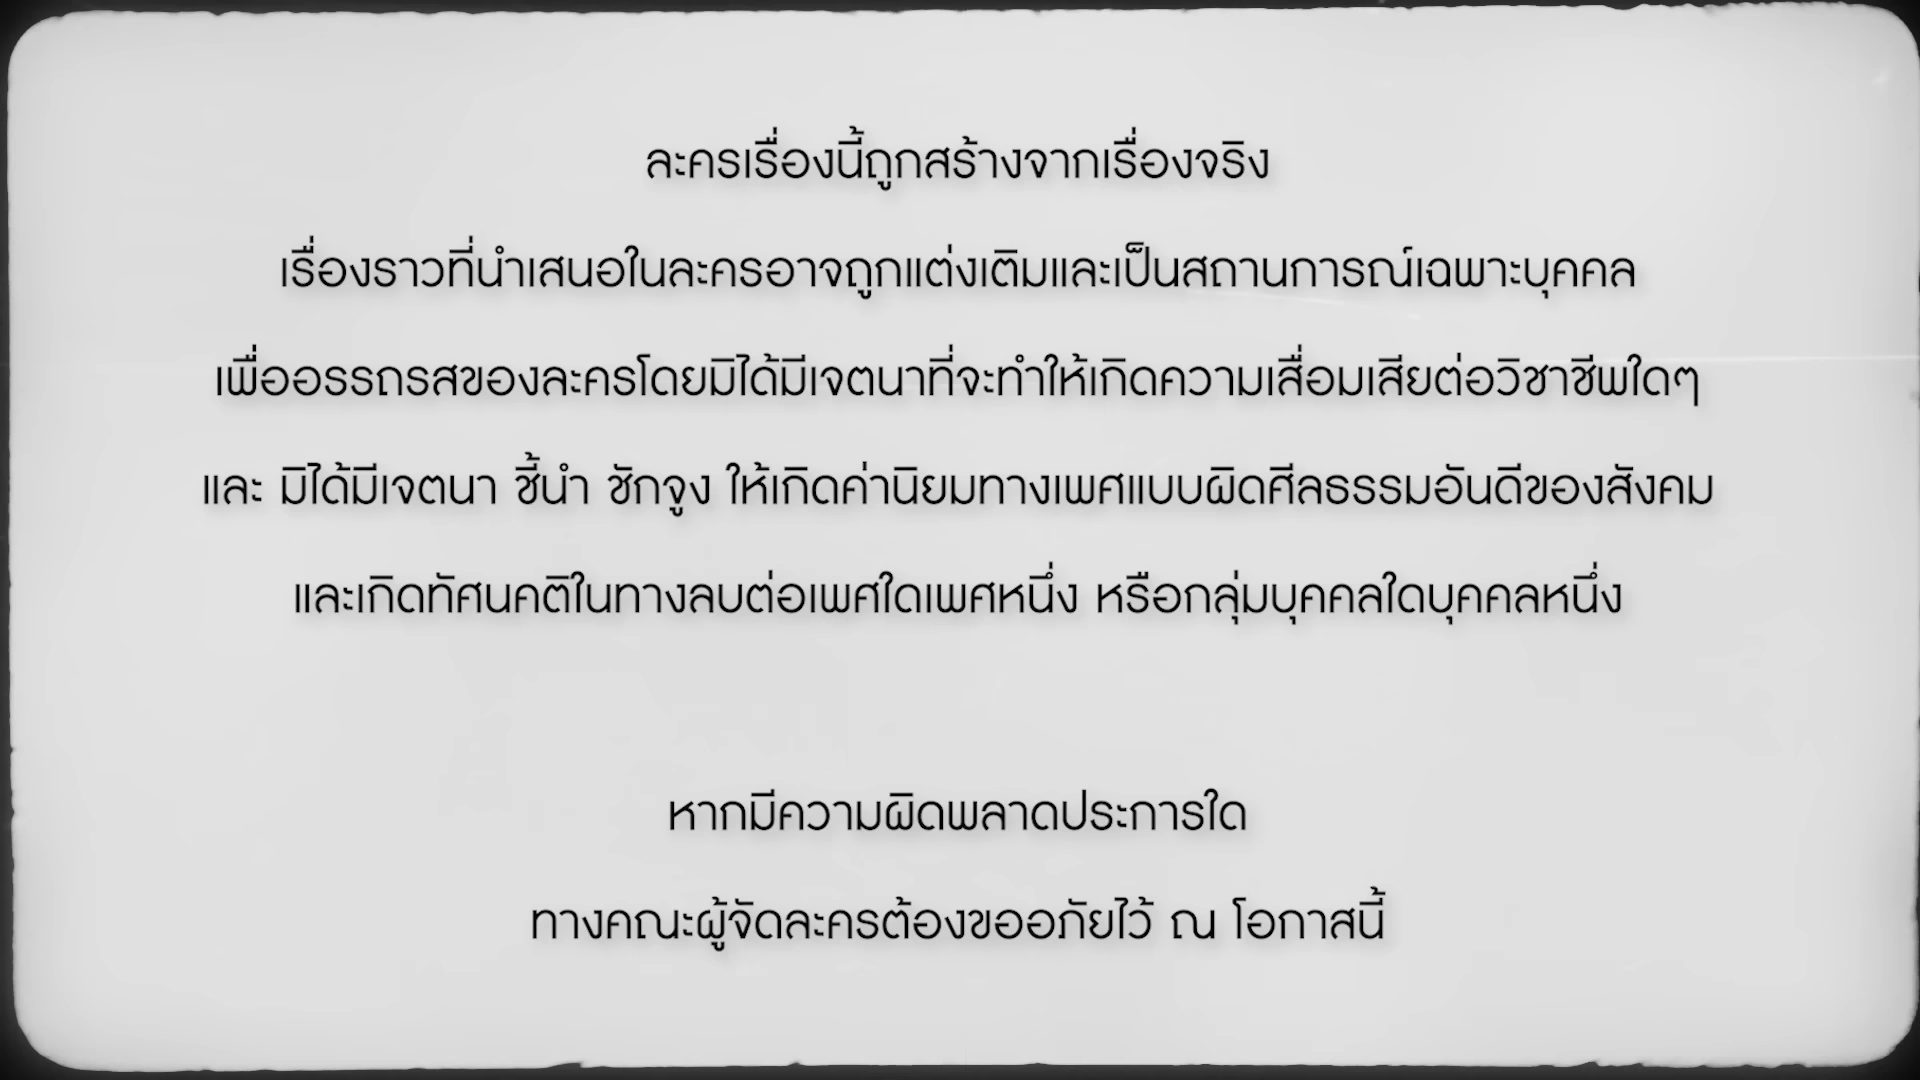 ละครเรื่องนี้ถูกสร้างจากเรื่องจริง
เรื่องราวที่นำเสนอในละครอาจถูกแต่งเติมและเป็นสถานการณ์เฉพาะบุคคล
เพื่ออรรถรสของละครโดยมิได้มีเจตนาที่จะทำให้เกิดความเสื่อมเสียต่อวิชาชีพใดๆ
และ มิได้มีเจตนา ชี้นำ ชักจูง ให้เกิดค่านิยมทางเพศแบบผิดศีลธรรมอันดีของสังคม
และเกิดทัศนคติในทางลบต่อเพศใดเพศหนึ่ง หรือกลุ่มบุคคลใดบุคคลหนึ่ง
หากมีความผิดพลาดประการใด
ทางคณะผู้จัดละครต้องขออภัยไว้ ณ โอกาสนี้